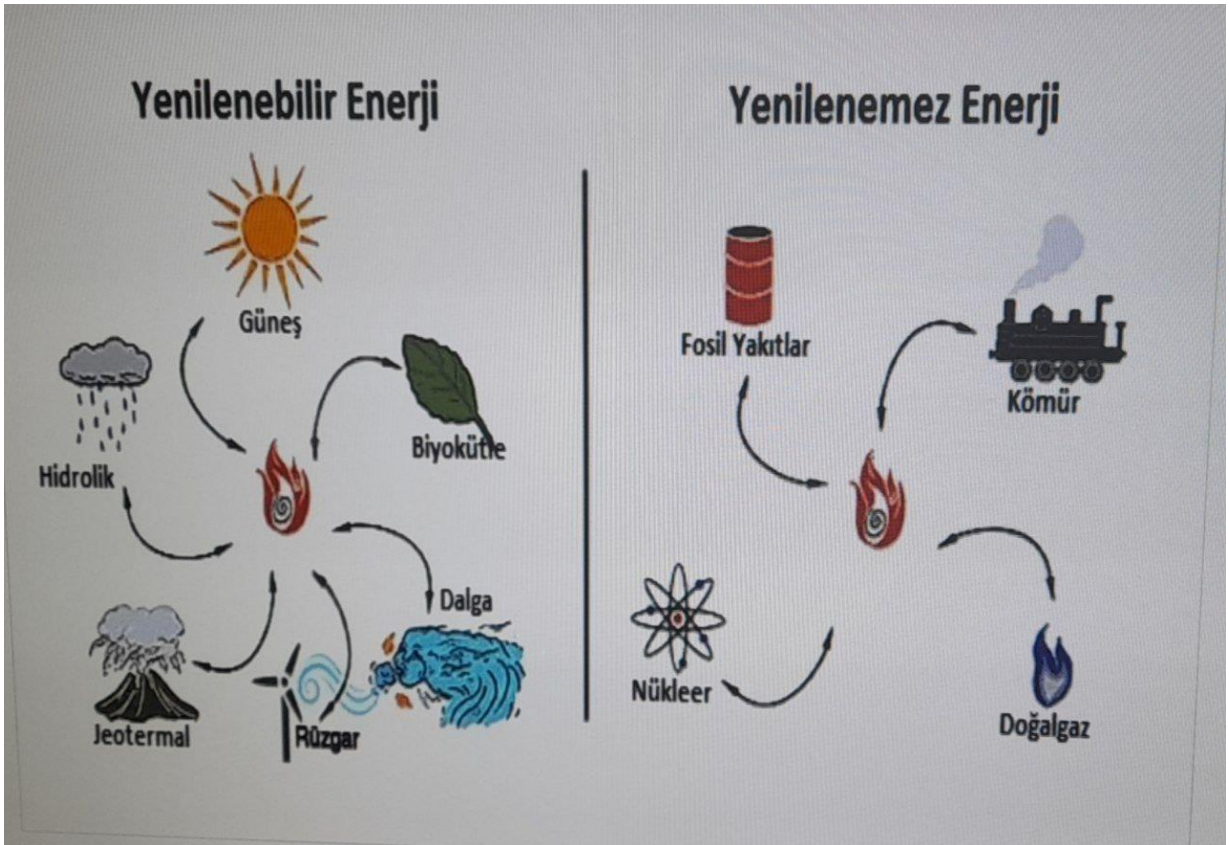 Yenilenebilir Enerji
Güneş
Hidrolik
Biyokütle
Dalga
Jeotermal
Rüzgar
Yenilenemez Enerji
Fosil Yakıtlar
Kömür
Nükleer
Doğalgaz